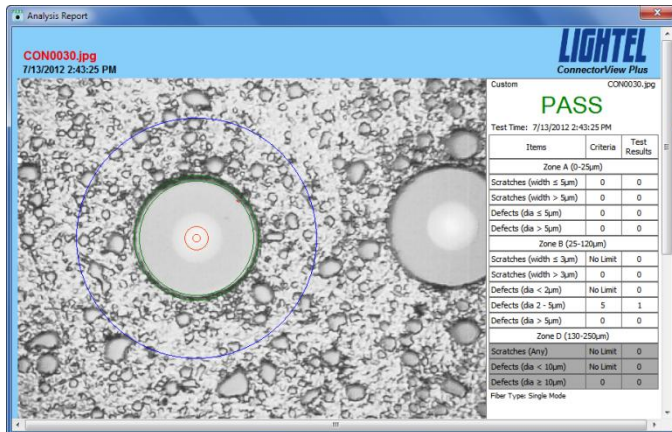 Analysis Report
CON0030.jpg
7/13/2012 2:43:25 PM
LIGHTEL
ConnectorView Plus
Custom CON0030.jpg
PASS
Test Time: 7/13/2012 2:43:25 PM
Items Criteria Test Results
Zone A (0-25µm)
Scratches (width ≤ 5µm) 0 0
Scratches (width > 5µm) 0 0
Defects (dia ≤ 5µm) 0 0
Defects (dia > 5µm) 0 0
Zone B (25-120µm)
Scratches (width ≤ 3µm) No Limit 0
Scratches (width > 3µm) 0 0
Defects (dia < 2µm) No Limit 0
Defects (dia 2 - 5µm) 5 1
Defects (dia > 5µm) 0 0
Zone D (130-250µm)
Scratches (Any) No Limit 0
Defects (dia < 10µm) No Limit 0
Defects (dia ≥ 10µm) 0 0
Fiber Type: Single Mode